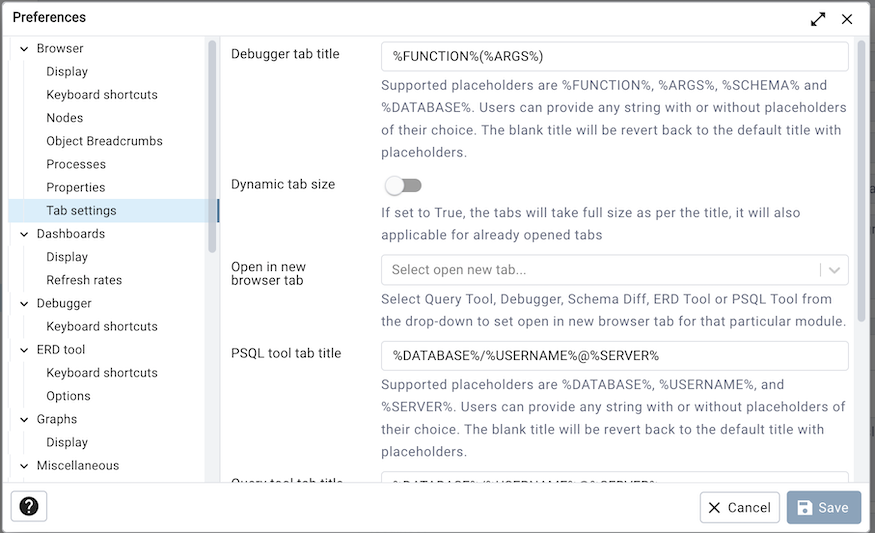 Preferences
Browser
Display
Keyboard shortcuts
Nodes
Object Breadcrumbs
Processes
Properties
Tab settings
Dashboards
Display
Refresh rates
Debugger
Keyboard shortcuts
ERD tool
Keyboard shortcuts
Options
Graphs
Display
Miscellaneous
Debugger tab title
%FUNCTION%(%ARGS%)
Supported placeholders are %FUNCTION%, %ARGS%, %SCHEMA% and
%DATABASE%. Users can provide any string with or without placeholders
of their choice. The blank title will be revert back to the default title with
placeholders.
Dynamic tab size
If set to True, the tabs will take full size as per the title, it will also
applicable for already opened tabs
Open in new
browser tab
Select open new tab...
Select Query Tool, Debugger, Schema Diff, ERD Tool or PSQL Tool from
the drop-down to set open in new browser tab for that particular module.
PSQL tool tab title
%DATABASE%/%USERNAME%@%SERVER%
Supported placeholders are %DATABASE%, %USERNAME%, and
%SERVER%. Users can provide any string with or without placeholders of
their choice. The blank title will be revert back to the default title with
placeholders.
Query tool tab title
%DATABASE%/%USERNAME%@%SERVER%
?
Cancel
Save